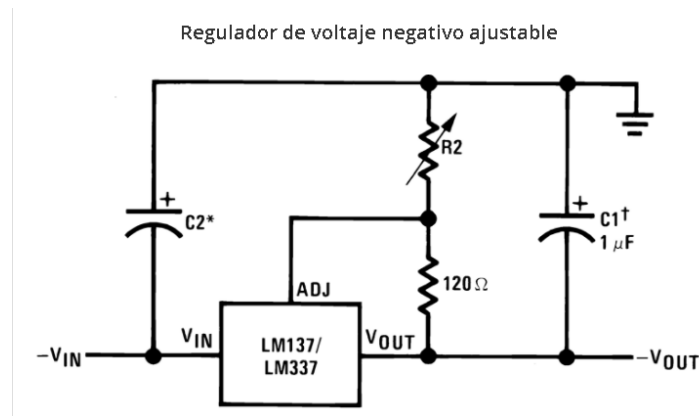 Regulador de voltaje negativo ajustable
R2
+
C2*
+
C1†
1 μF
ADJ
120 Ω
-VIN
VIN
LM137/
LM337
VOUT
-VOUT